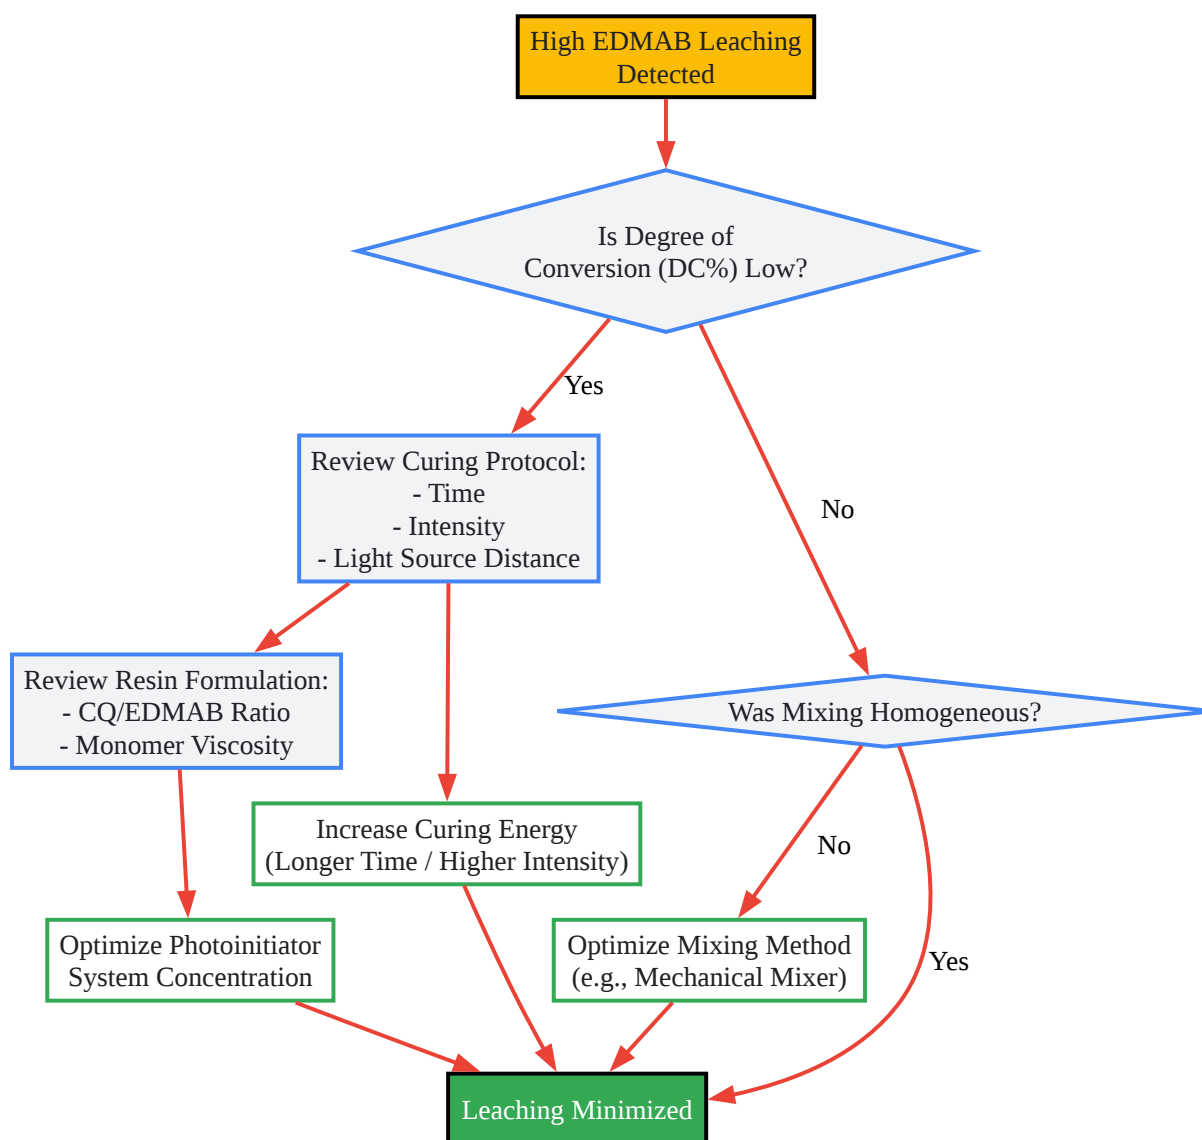 High EDMAB Leaching
Detected
Is Degree of
Conversion (DC%) Low?
Yes
Review Curing Protocol:
- Time
- Intensity
- Light Source Distance
No
Review Resin Formulation:
- CQ/EDMAB Ratio
- Monomer Viscosity
Was Mixing Homogeneous?
Increase Curing Energy
(Longer Time / Higher Intensity)
No
Optimize Photoinitiator
System Concentration
Optimize Mixing Method
(e.g., Mechanical Mixer)
Yes
Leaching Minimized